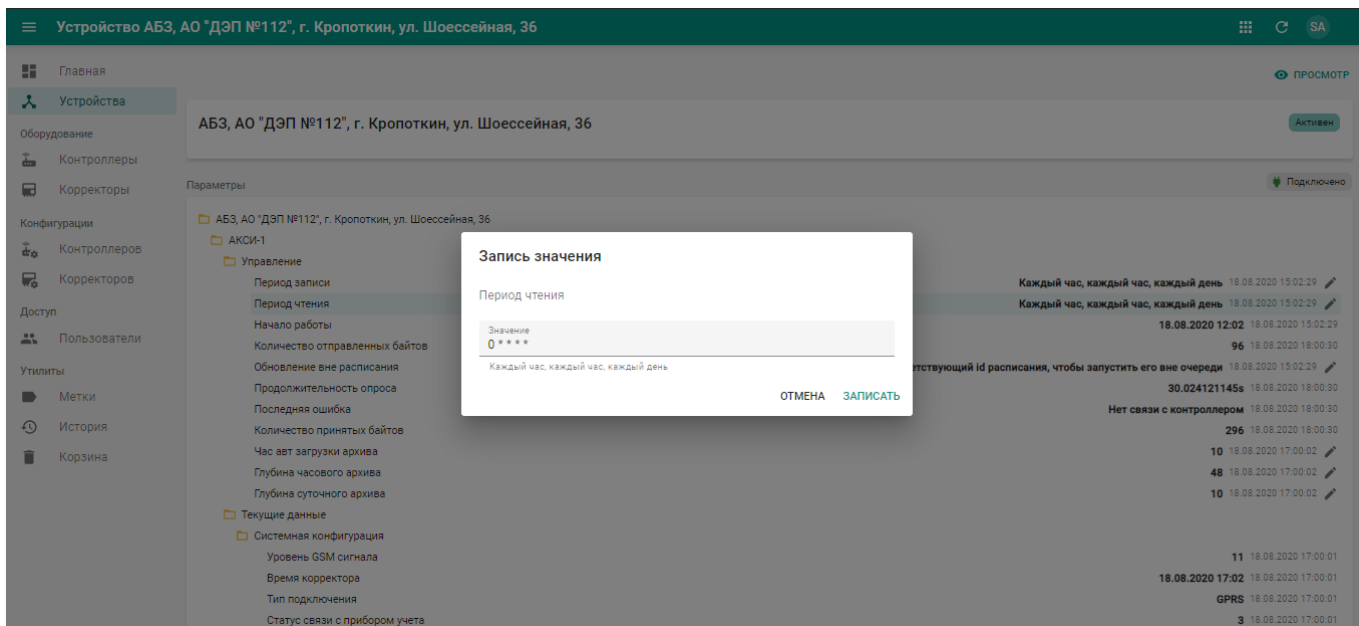 Устройство АБЗ, АО "ДЭП №112", г. Кропоткин, ул. Шоессейная, 36
SA
Главная
ПРОСМОТР
Устройства
АБЗ, АО "ДЭП №112", г. Кропоткин, ул. Шоессейная, 36
Активен
Оборудование
Контроллеры
Корректоры
Конфигурации
Контроллеров
Корректоров
Доступ
Пользователи
Утилиты
Метки
История
Корзина
Параметры
Подключено
АБЗ, АО "ДЭП №112", г. Кропоткин, ул. Шоессейная, 36
АКСИ-1
Управление
Период записи Каждый час, каждый час, каждый день 18.08.2020 15:02:29
Период чтения Каждый час, каждый час, каждый день 18.08.2020 15:02:29
Начало работы 18.08.2020 12:02 18.08.2020 15:02:29
Количество отправленных байтов 96 18.08.2020 18:00:30
Обновление вне расписания етствующий id расписания, чтобы запустить его вне очереди 18.08.2020 15:02:29
Продолжительность опроса 30.024121145s 18.08.2020 18:00:30
Последняя ошибка Нет связи с контроллером 18.08.2020 18:00:30
Количество принятых байтов 296 18.08.2020 18:00:30
Час авт загрузки архива 10 18.08.2020 17:00:02
Глубина часового архива 48 18.08.2020 17:00:02
Глубина суточного архива 10 18.08.2020 17:00:02
Текущие данные
Системная конфигурация
Уровень GSM сигнала 11 18.08.2020 17:00:01
Время корректора 18.08.2020 17:02 18.08.2020 17:00:01
Тип подключения GPRS 18.08.2020 17:00:01
Статус связи с прибором учета 3 18.08.2020 17:00:01
Запись значения
Период чтения
Значение
0 * * * *
Каждый час, каждый час, каждый день
ОТМЕНА ЗАПИСАТЬ